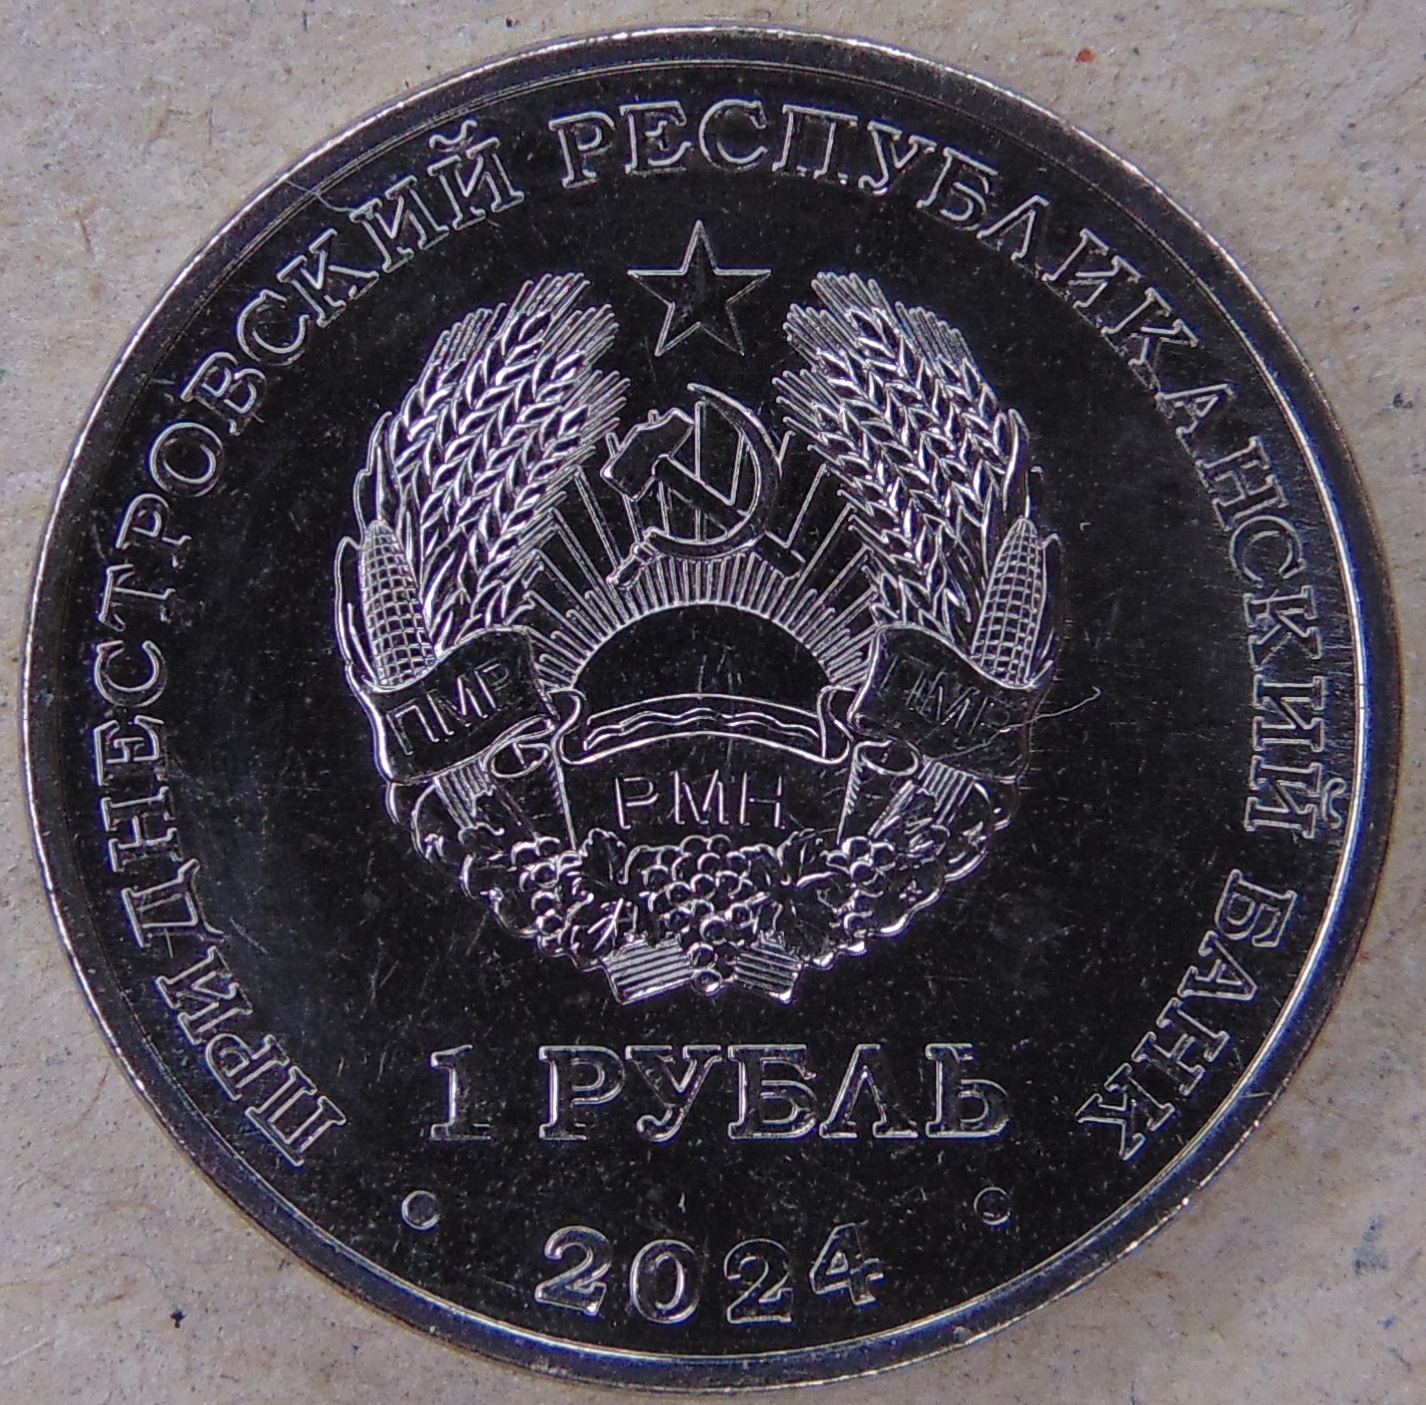 ПРИДНЕСТРОВСКИЙ РЕСПУБЛИКАНСКИЙ БАНК
ПМР
ПМР
РМН
1 РУБЛЬ
2024